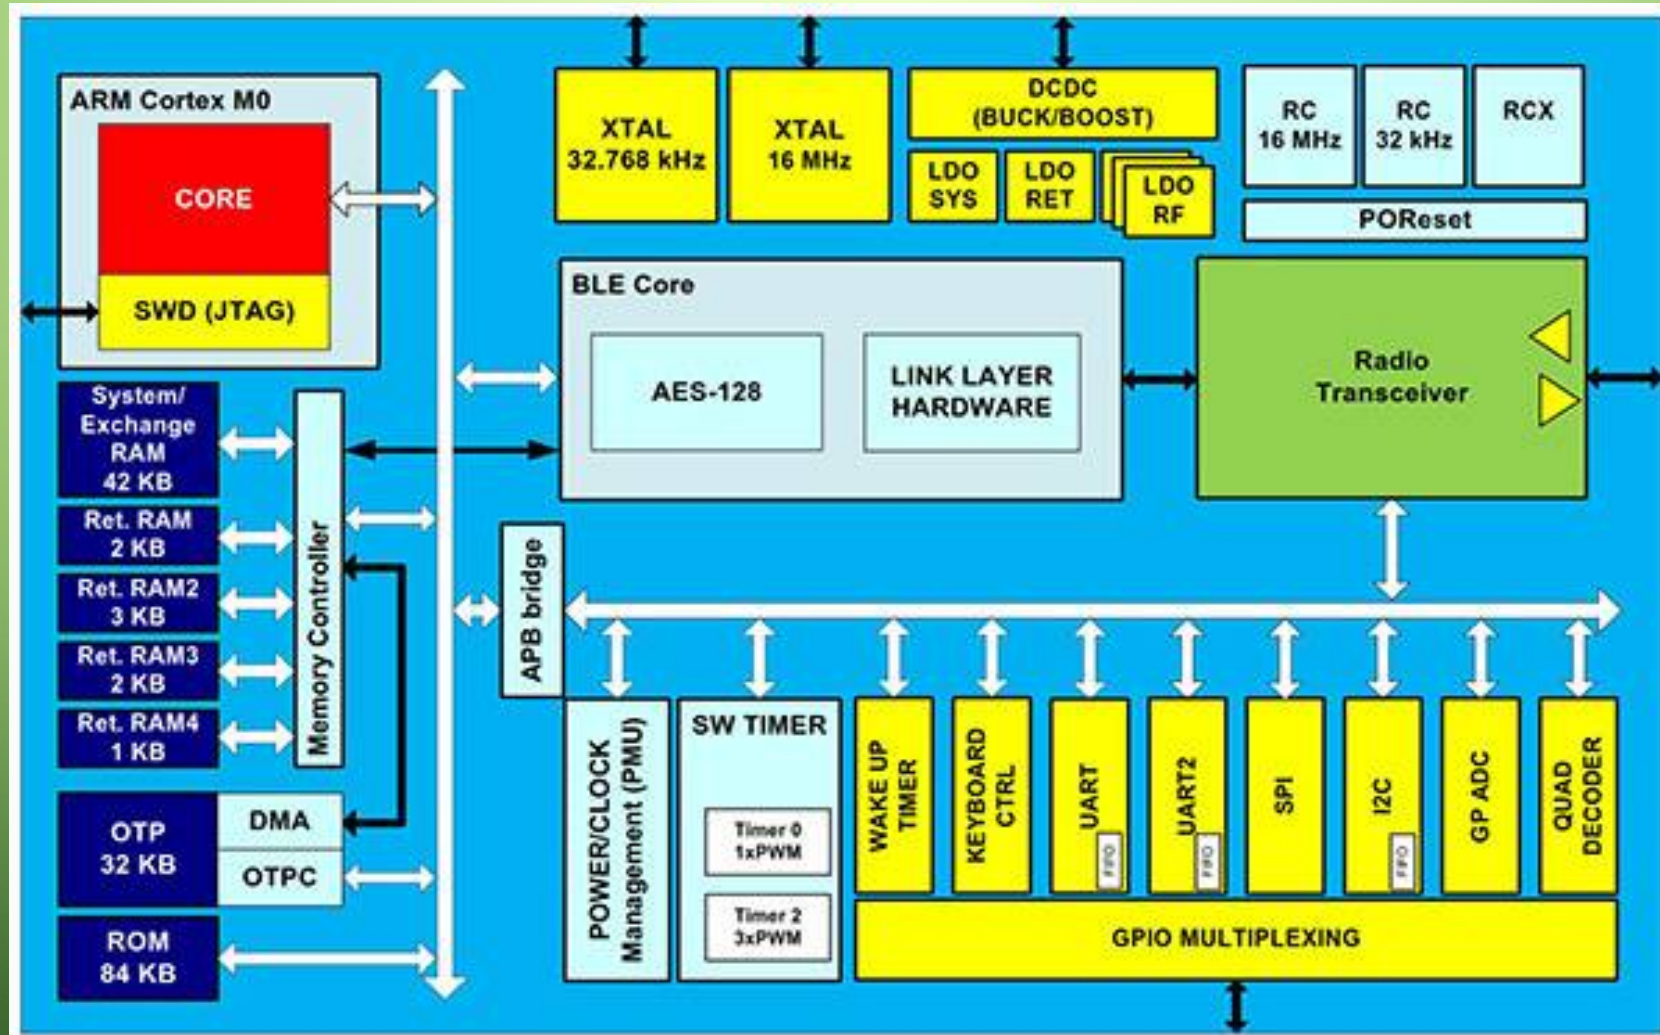 ARM Cortex M0
CORE
SWD (JTAG)
XTAL
32.768 kHz
XTAL
16 MHz
DCDC
(BUCK/BOOST)
LDO
SYS
LDO
RET
LDO
RF
RC
16 MHz
RC
32 kHz
RCX
POReset
BLE Core
AES-128
LINK LAYER
HARDWARE
Radio
Transceiver
System/
Exchange
RAM
42 KB
Ret. RAM
2 KB
Ret. RAM2
3 KB
Ret. RAM3
2 KB
Ret. RAM4
1 KB
Memory Controller
OTP
32 KB
DMA
OTPC
ROM
84 KB
APB bridge
POWER/CLOCK
Management (PMU)
SW TIMER
Timer 0
1xPWM
Timer 2
3xPWM
WAKE UP
TIMER
KEYBOARD
CTRL
UART
FIFO
UART2
FIFO
SPI
I2C
FIFO
GP ADC
QUAD
DECODER
GPIO MULTIPLEXING